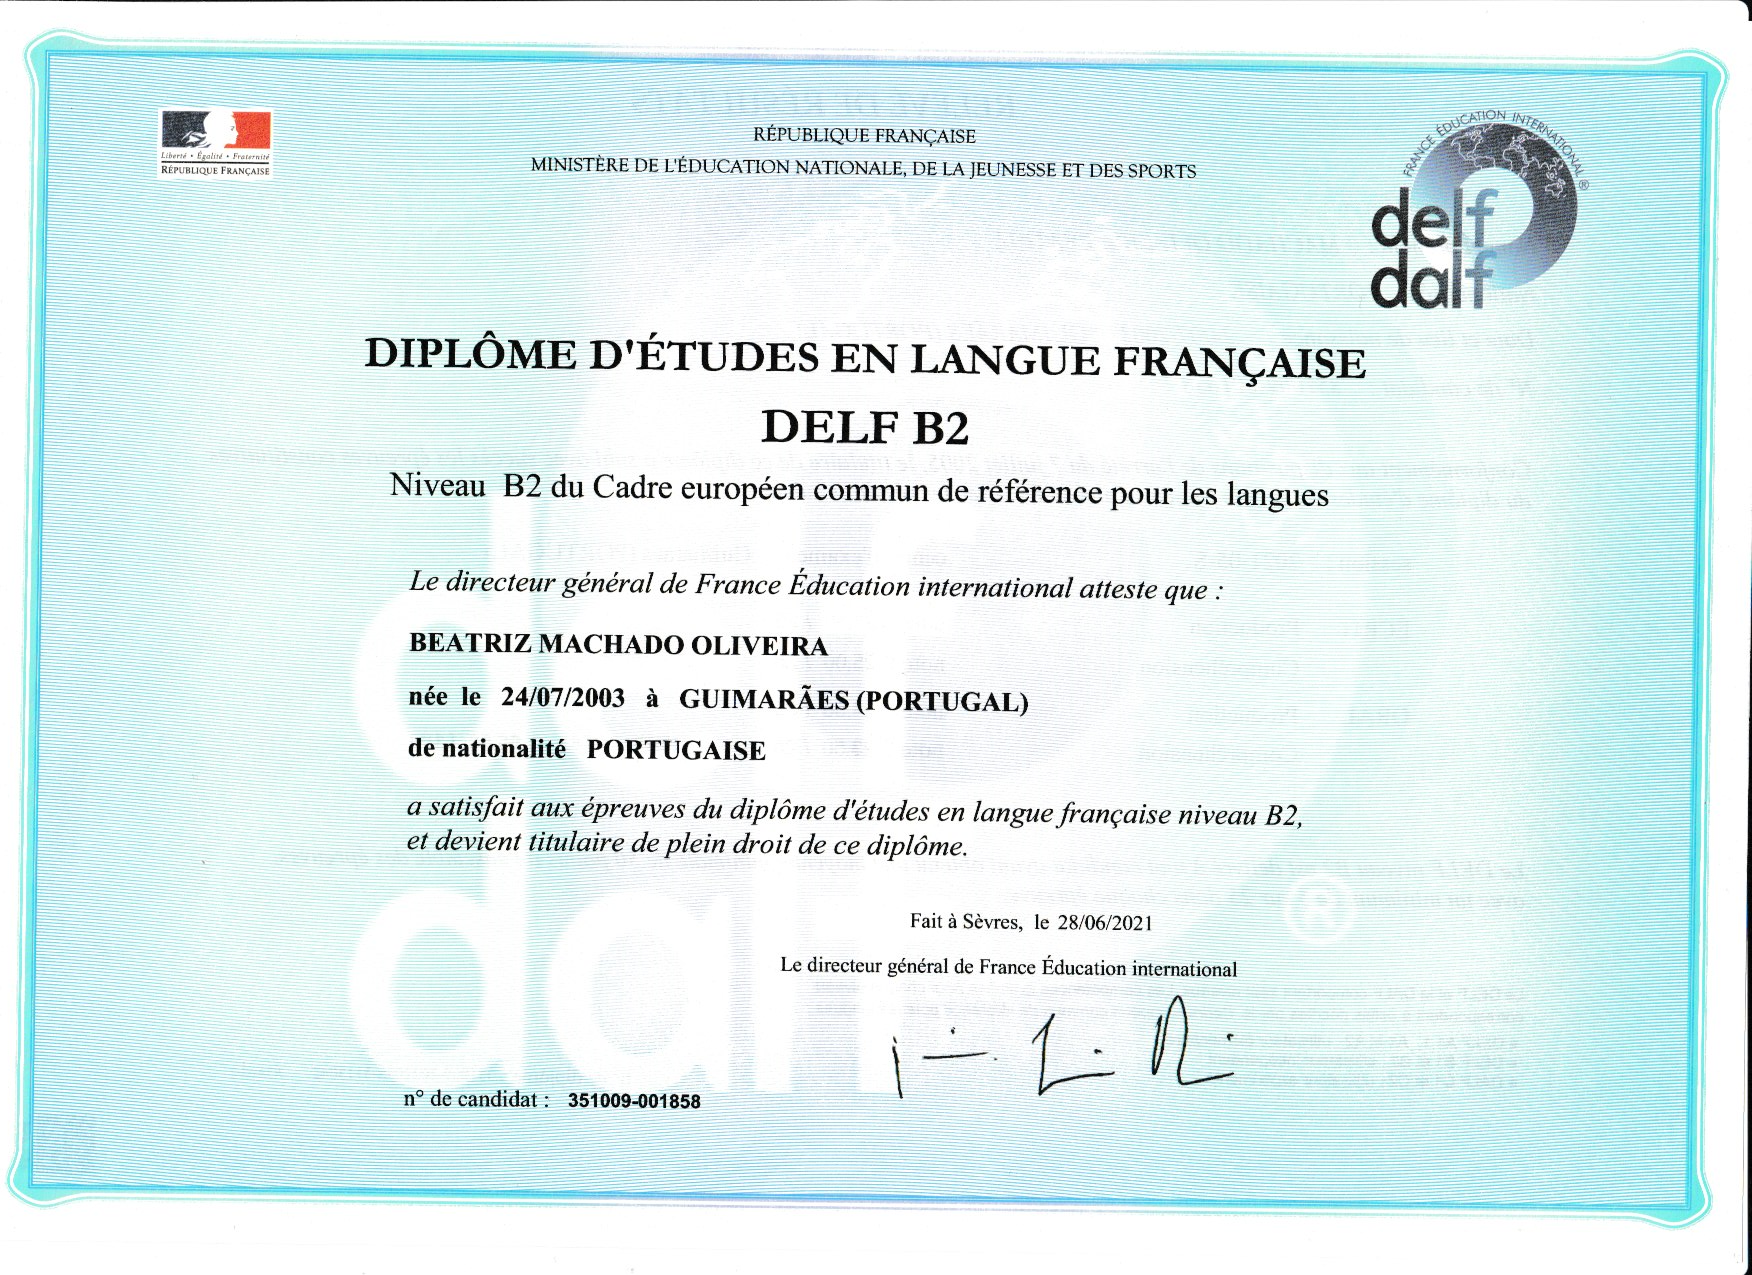 Liberté • Égalité • Fraternité
RÉPUBLIQUE FRANÇAISE
RÉPUBLIQUE FRANÇAISE
MINISTÈRE DE L'ÉDUCATION NATIONALE, DE LA JEUNESSE ET DES SPORTS
FRANCE ÉDUCATION INTERNATIONAL®
delf
dalf
DIPLÔME D'ÉTUDES EN LANGUE FRANÇAISE
DELF B2
Niveau B2 du Cadre européen commun de référence pour les langues
Le directeur général de France Éducation international atteste que :
BEATRIZ MACHADO OLIVEIRA
née le 24/07/2003 à GUIMARÃES (PORTUGAL)
de nationalité PORTUGAISE
a satisfait aux épreuves du diplôme d'études en langue française niveau B2,
et devient titulaire de plein droit de ce diplôme.
Fait à Sèvres, le 28/06/2021
Le directeur général de France Éducation international
n° de candidat : 351009-001858
delf
dalf
®